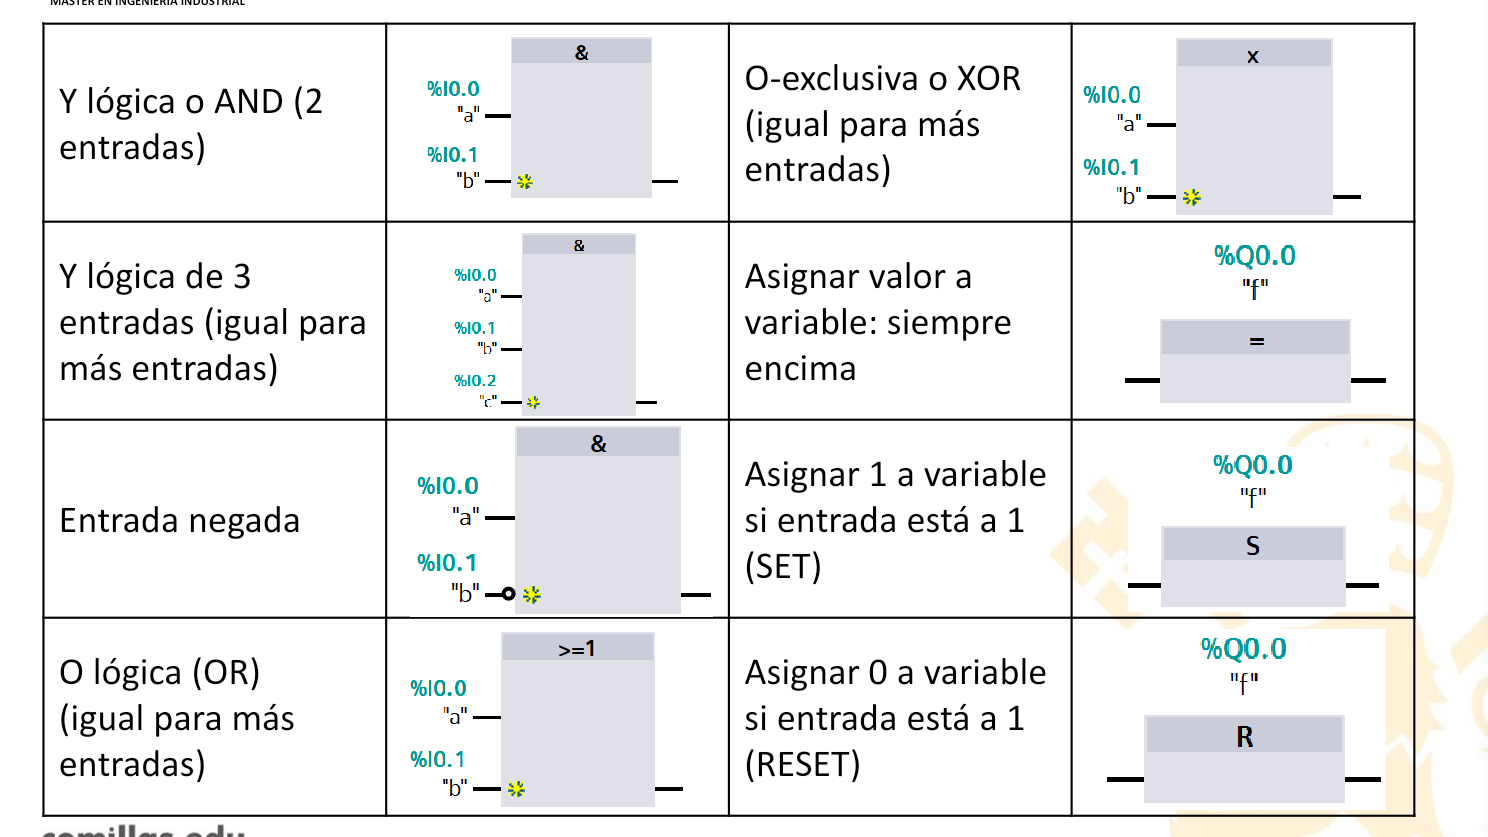 MÁSTER EN INGENIERÍA INDUSTRIAL
Y lógica o AND (2
entradas)
&
%I0.0
"a"
%I0.1
"b"
O-exclusiva o XOR
(igual para más
entradas)
x
%I0.0
"a"
%I0.1
"b"
Y lógica de 3
entradas (igual para
más entradas)
&
%I0.0
"a"
%I0.1
"b"
%I0.2
"c"
Asignar valor a
variable: siempre
encima
%Q0.0
"f"
=
Entrada negada
&
%I0.0
"a"
%I0.1
"b"
Asignar 1 a variable
si entrada está a 1
(SET)
%Q0.0
"f"
S
O lógica (OR)
(igual para más
entradas)
>=1
%I0.0
"a"
%I0.1
"b"
Asignar 0 a variable
si entrada está a 1
(RESET)
%Q0.0
"f"
R
comillas.edu